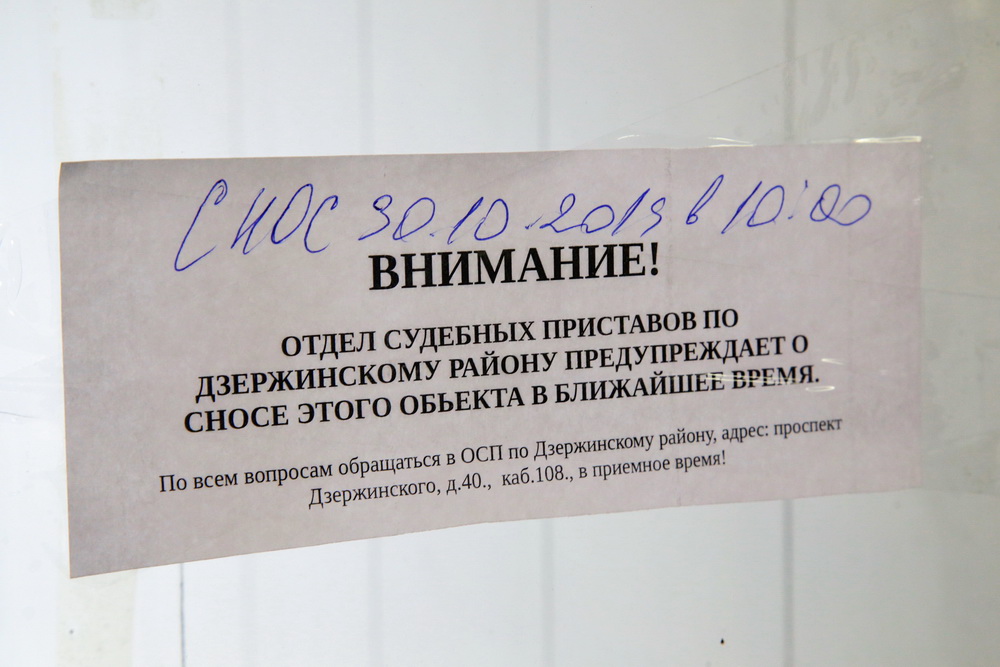 СНОС 30.10.2019 в 10:00
ВНИМАНИЕ!
ОТДЕЛ СУДЕБНЫХ ПРИСТАВОВ ПО
ДЗЕРЖИНСКОМУ РАЙОНУ ПРЕДУПРЕЖДАЕТ О
СНОСЕ ЭТОГО ОБЬЕКТА В БЛИЖАЙШЕЕ ВРЕМЯ.
По всем вопросам обращаться в ОСП по Дзержинскому району, адрес: проспект
Дзержинского, д.40., каб.108., в приемное время!